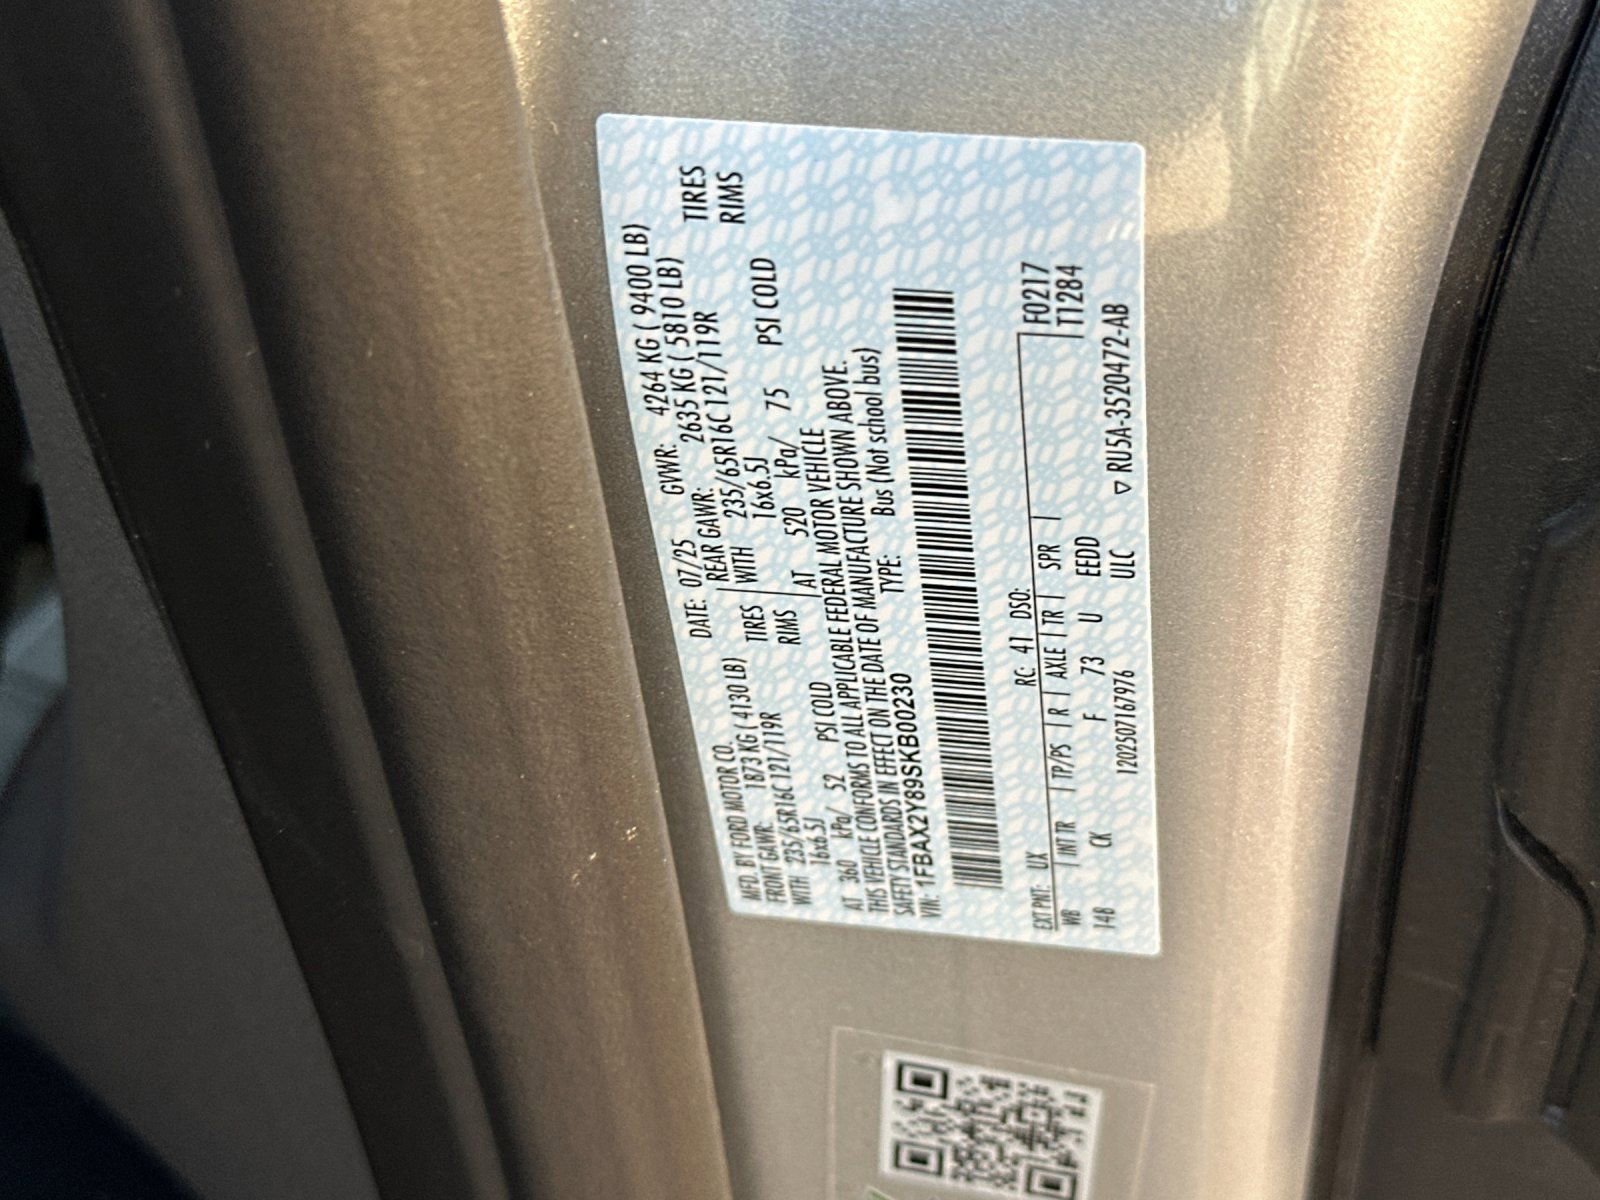 MFD. BY FORD MOTOR CO.
DATE: 07/25 GVWR: 4264 KG ( 9400 LB)
FRONT GAWR: 1873 KG ( 4130 LB)
REAR GAWR: 2635 KG ( 5810 LB)
WITH 235/65R16C 121/119R TIRES
WITH 235/65R16C 121/119R TIRES
16x6.5J RIMS
16x6.5J RIMS
AT 360 kPa/ 52 PSI COLD
AT 520 kPa/ 75 PSI COLD
THIS VEHICLE CONFORMS TO ALL APPLICABLE FEDERAL MOTOR VEHICLE
SAFETY STANDARDS IN EFFECT ON THE DATE OF MANUFACTURE SHOWN ABOVE.
VIN: 1FBAX2Y89SKB00230 TYPE: Bus (Not school bus)
EXT PNT: UX RC: 41 DSO:
F0217
WB INT TR TP/PS R AXLE TR SPR T1284
148 CK F 73 U EEDD
120250716797​6 ULC ▽ RU5A-3520472-AB